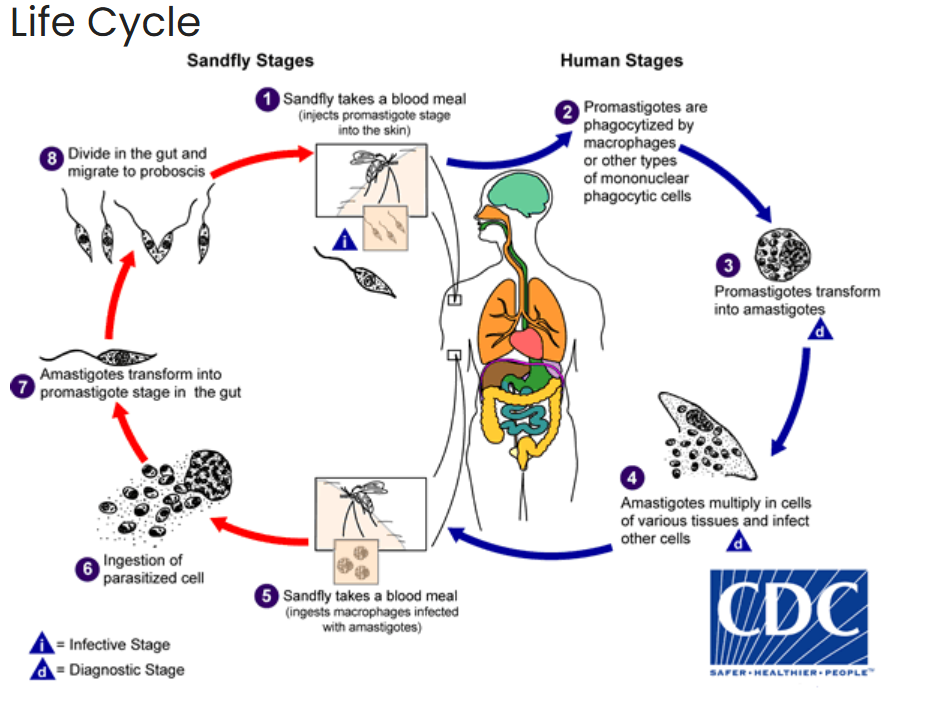 Life Cycle
Sandfly Stages
Human Stages
1 Sandfly takes a blood meal
(injects promastigote stage
into the skin)
2 Promastigotes are
phagocytized by
macrophages
or other types
of mononuclear
phagocytic cells
8 Divide in the gut and
migrate to proboscis
i
3
Promastigotes transform
into amastigotes
d
7 Amastigotes transform into
promastigote stage in the gut
4
Amastigotes multiply in cells
of various tissues and infect
other cells
d
6 Ingestion of
parasitized cell
5 Sandfly takes a blood meal
(ingests macrophages infected
with amastigotes)
i = Infective Stage
d = Diagnostic Stage
CDC
SAFER•HEALTHIER•PEOPLE™